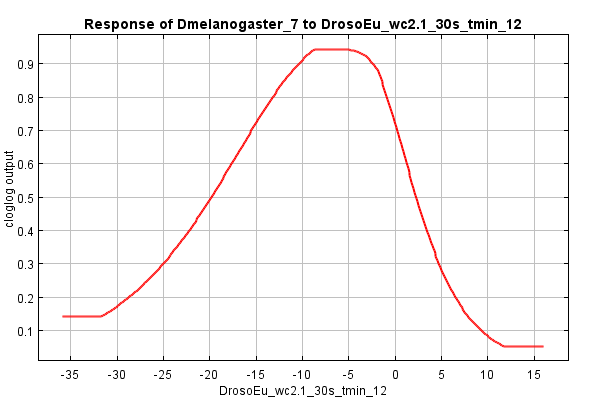 Response of Dmelanogaster_7 to DrosoEu_wc2.1_30s_tmin_12
cloglog output
0.9
0.8
0.7
0.6
0.5
0.4
0.3
0.2
0.1
-35 -30 -25 -20 -15 -10 -5 0 5 10 15
DrosoEu_wc2.1_30s_tmin_12